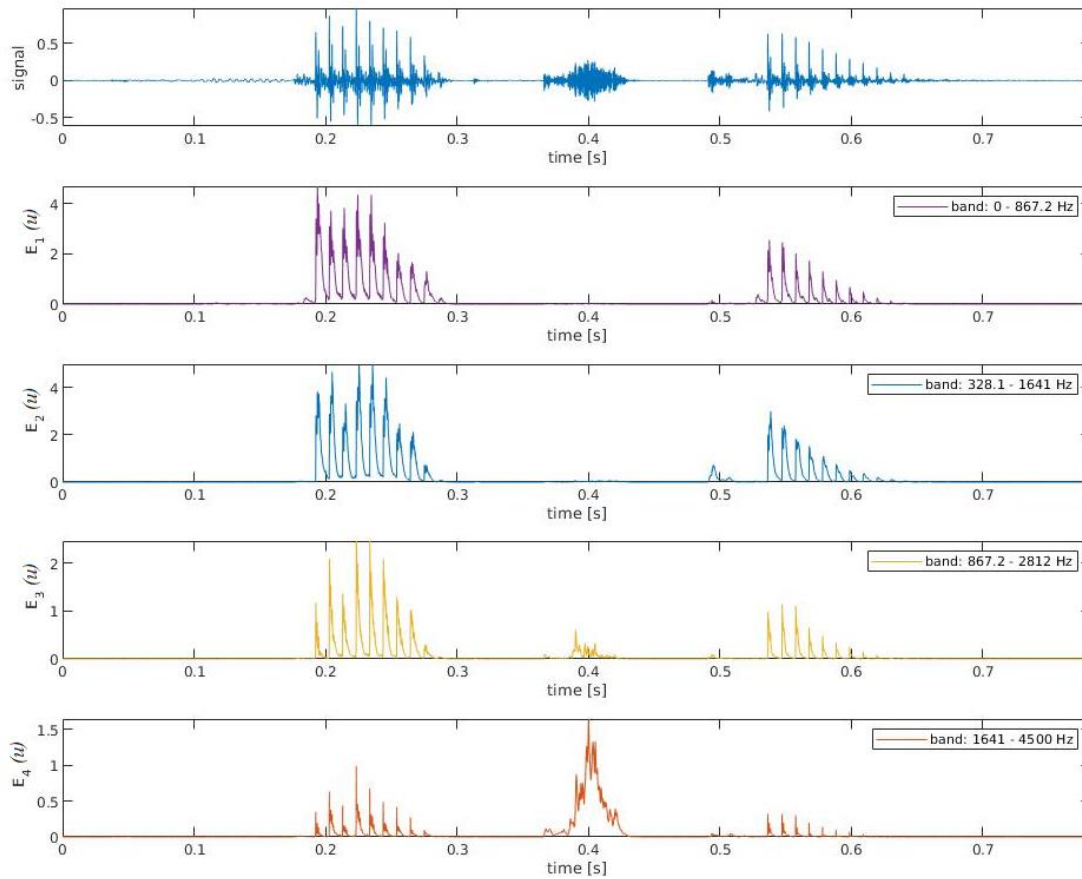 signal
0.5
0
-0.5
0 0.1 0.2 0.3 0.4 0.5 0.6 0.7
time [s]
E1 (u)
4
2
0
band: 0 - 867.2 Hz
0 0.1 0.2 0.3 0.4 0.5 0.6 0.7
time [s]
E2 (u)
4
2
0
band: 328.1 - 1641 Hz
0 0.1 0.2 0.3 0.4 0.5 0.6 0.7
time [s]
E3 (u)
2
1
0
band: 867.2 - 2812 Hz
0 0.1 0.2 0.3 0.4 0.5 0.6 0.7
time [s]
E4 (u)
1.5
1
0.5
0
band: 1641 - 4500 Hz
0 0.1 0.2 0.3 0.4 0.5 0.6 0.7
time [s]